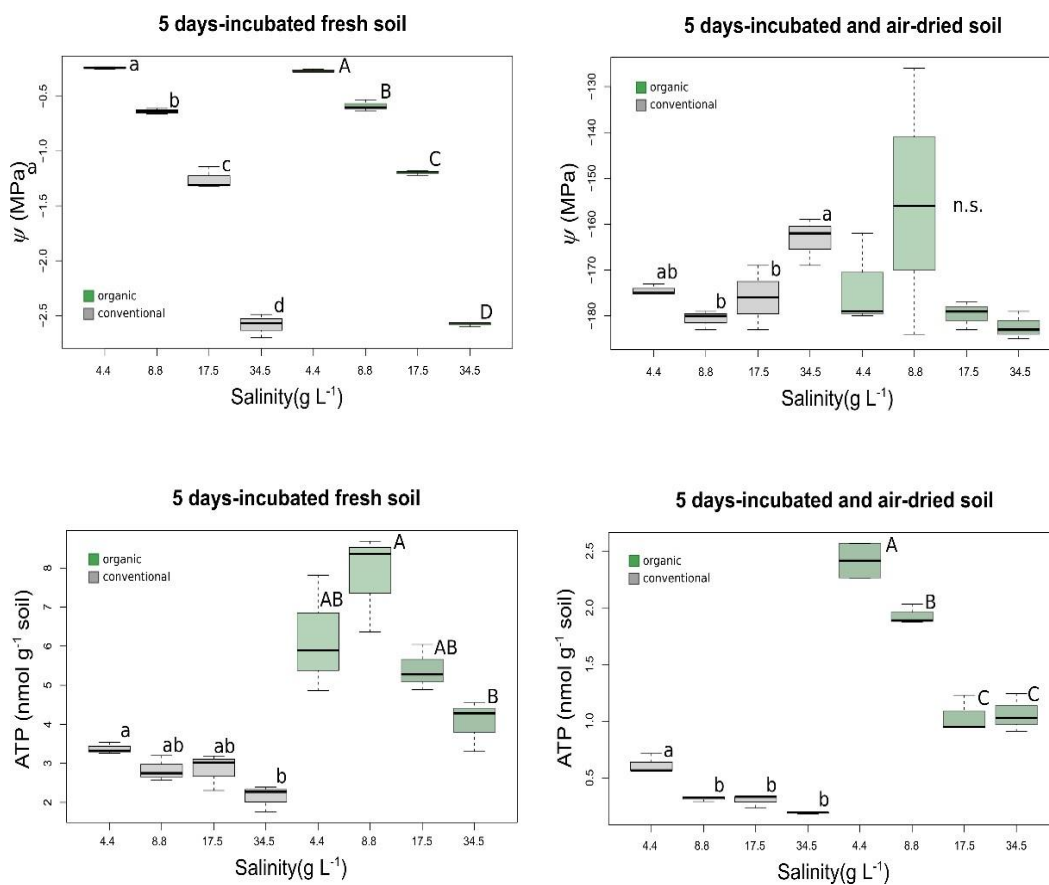 5 days-incubated fresh soil
ψ (MPa)
a
-0.5
-1.0
-1.5
-2.0
-2.5
a
b
c
d
A
B
C
D
organic
conventional
4.4 8.8 17.5 34.5 4.4 8.8 17.5 34.5
Salinity(g L⁻¹)
5 days-incubated and air-dried soil
ψ (MPa)
-130
-140
-150
-160
-170
-180
organic
conventional
ab
b
b
a
n.s.
4.4 8.8 17.5 34.5 4.4 8.8 17.5 34.5
Salinity(g L⁻¹)
5 days-incubated fresh soil
ATP (nmol g⁻¹ soil)
8
7
6
5
4
3
2
organic
conventional
a
ab
ab
b
AB
A
AB
B
4.4 8.8 17.5 34.5 4.4 8.8 17.5 34.5
Salinity(g L⁻¹)
5 days-incubated and air-dried soil
ATP (nmol g⁻¹ soil)
2.5
2.0
1.5
1.0
0.5
organic
conventional
a
b
b
b
A
B
C
C
4.4 8.8 17.5 34.5 4.4 8.8 17.5 34.5
Salinity(g L⁻¹)